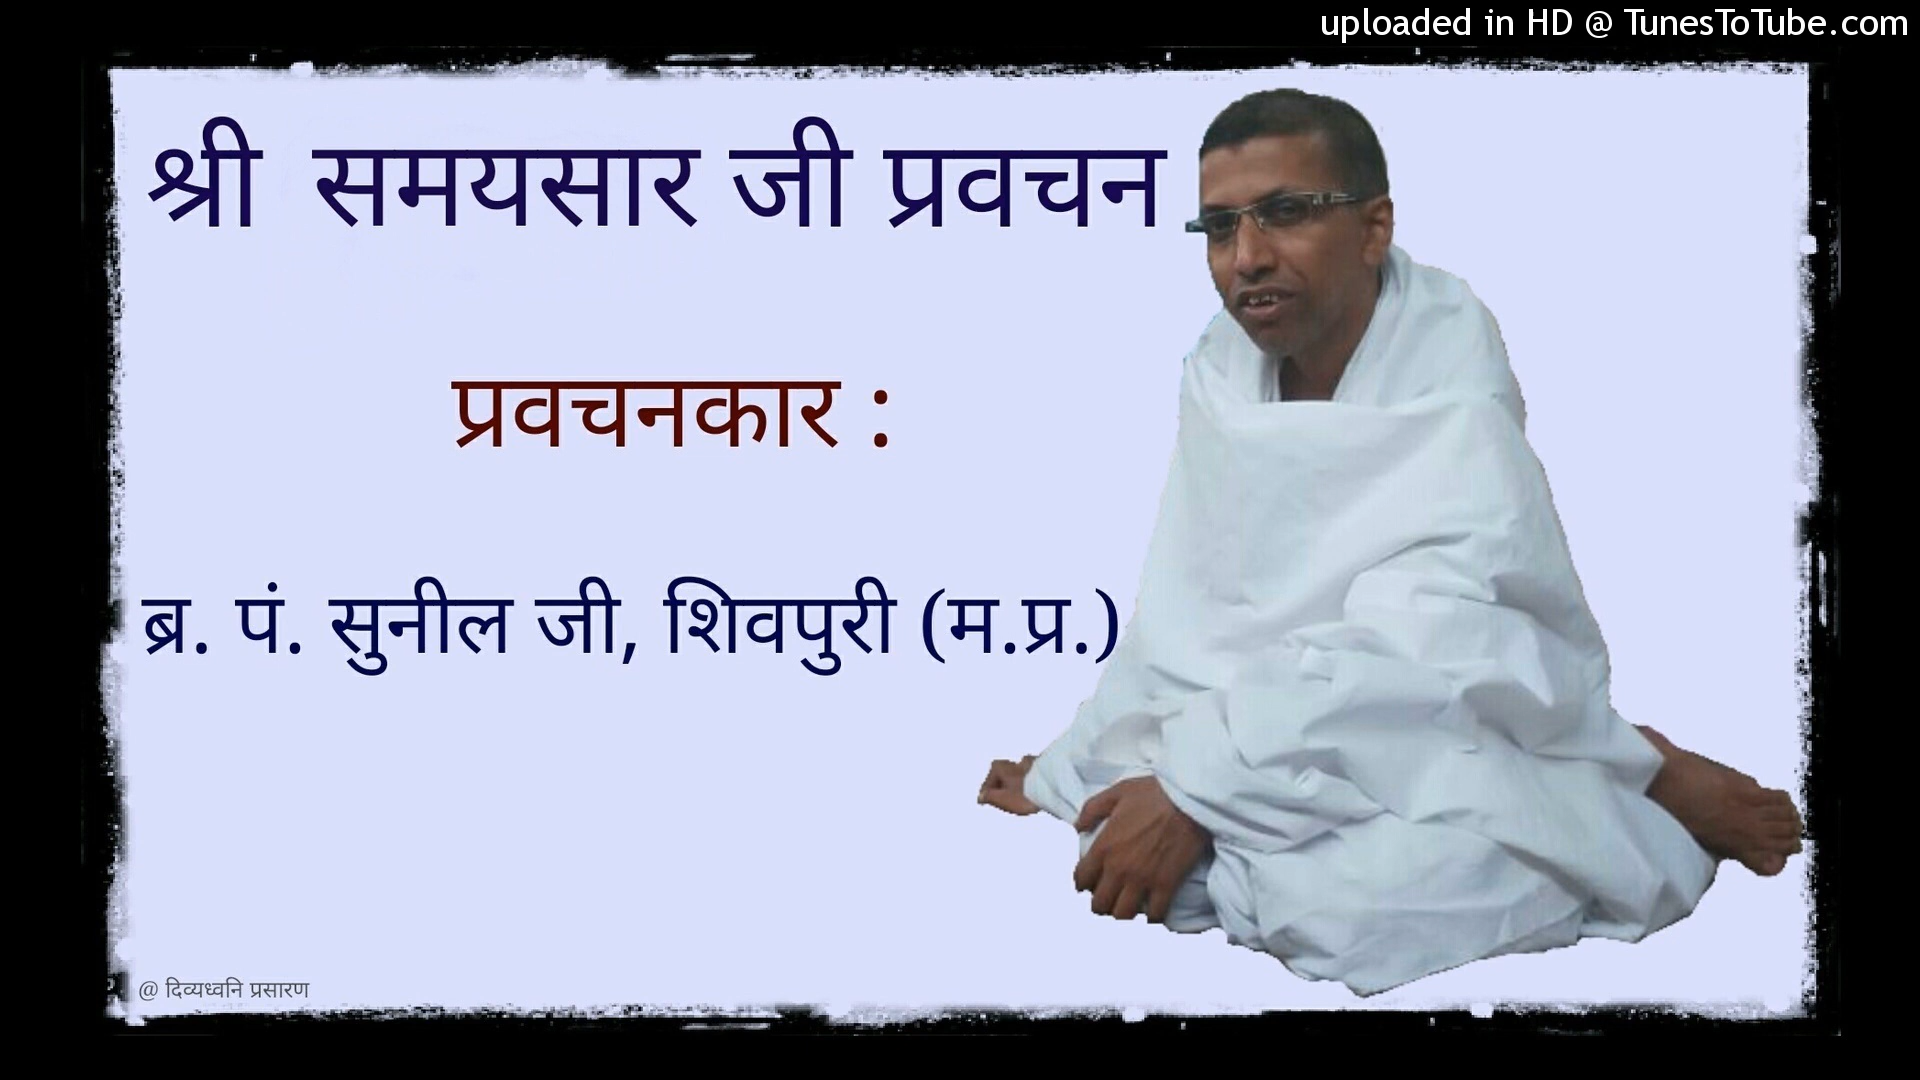 uploaded in HD @ TunesToTube.com
श्री समयसार जी प्रवचन
प्रवचनकार :
ब्र. पं. सुनील जी, शिवपुरी (म.प्र.)
@ दिव्यध्वनि प्रसारण